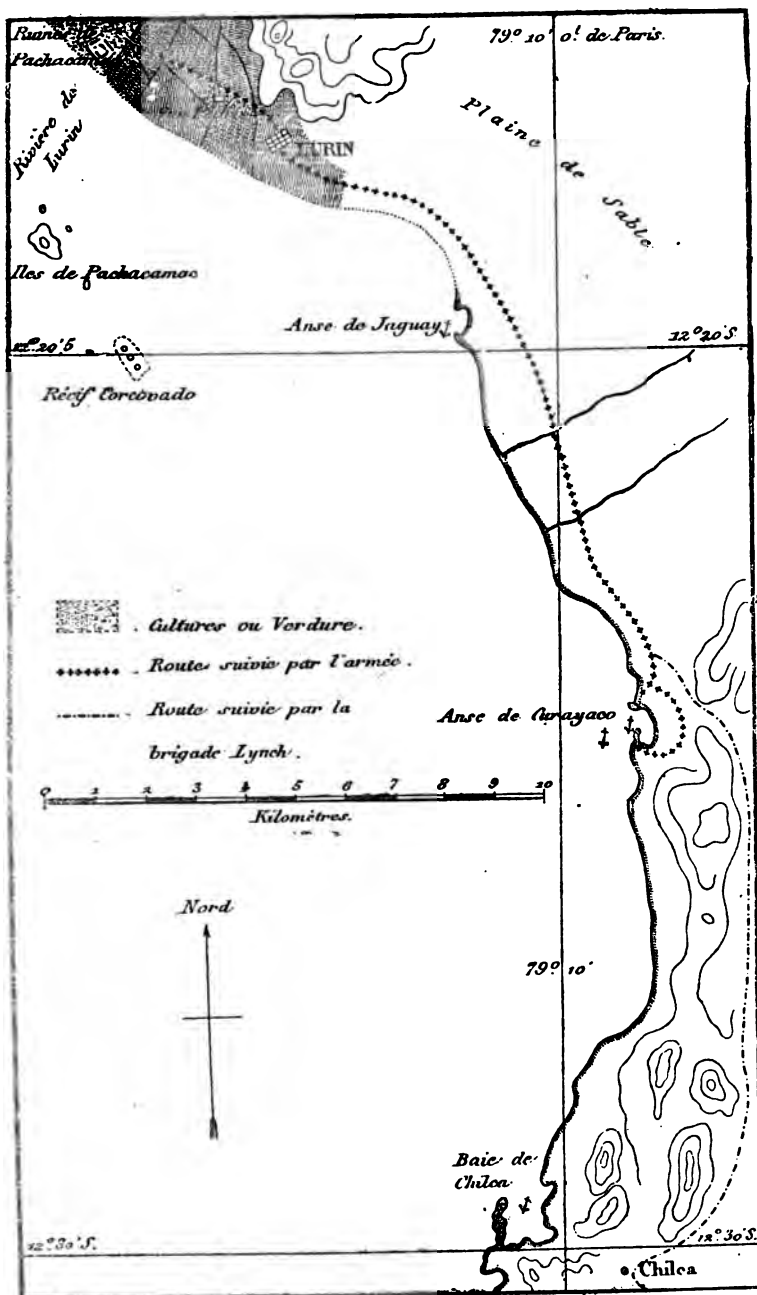 Ruines de
Pachacamac
79° 10' 0t. de Paris.
Rivière de
Lurin
Plaine de Sable
LURIN
Iles de Pachacamac
Anse de Jaguay
12° 20' S
12° 20' S.
Récif Corcovado
Cultures ou Verdure.
Route suivie par l'armée.
Route suivie par la
brigade Lynch.
Anse de Curayaco
0 1 2 3 4 5 6 7 8 9 10
Kilomètres.
Nord
79° 10'
Baie de
Chilca
12° 30' S.
12° 30' S.
Chilca